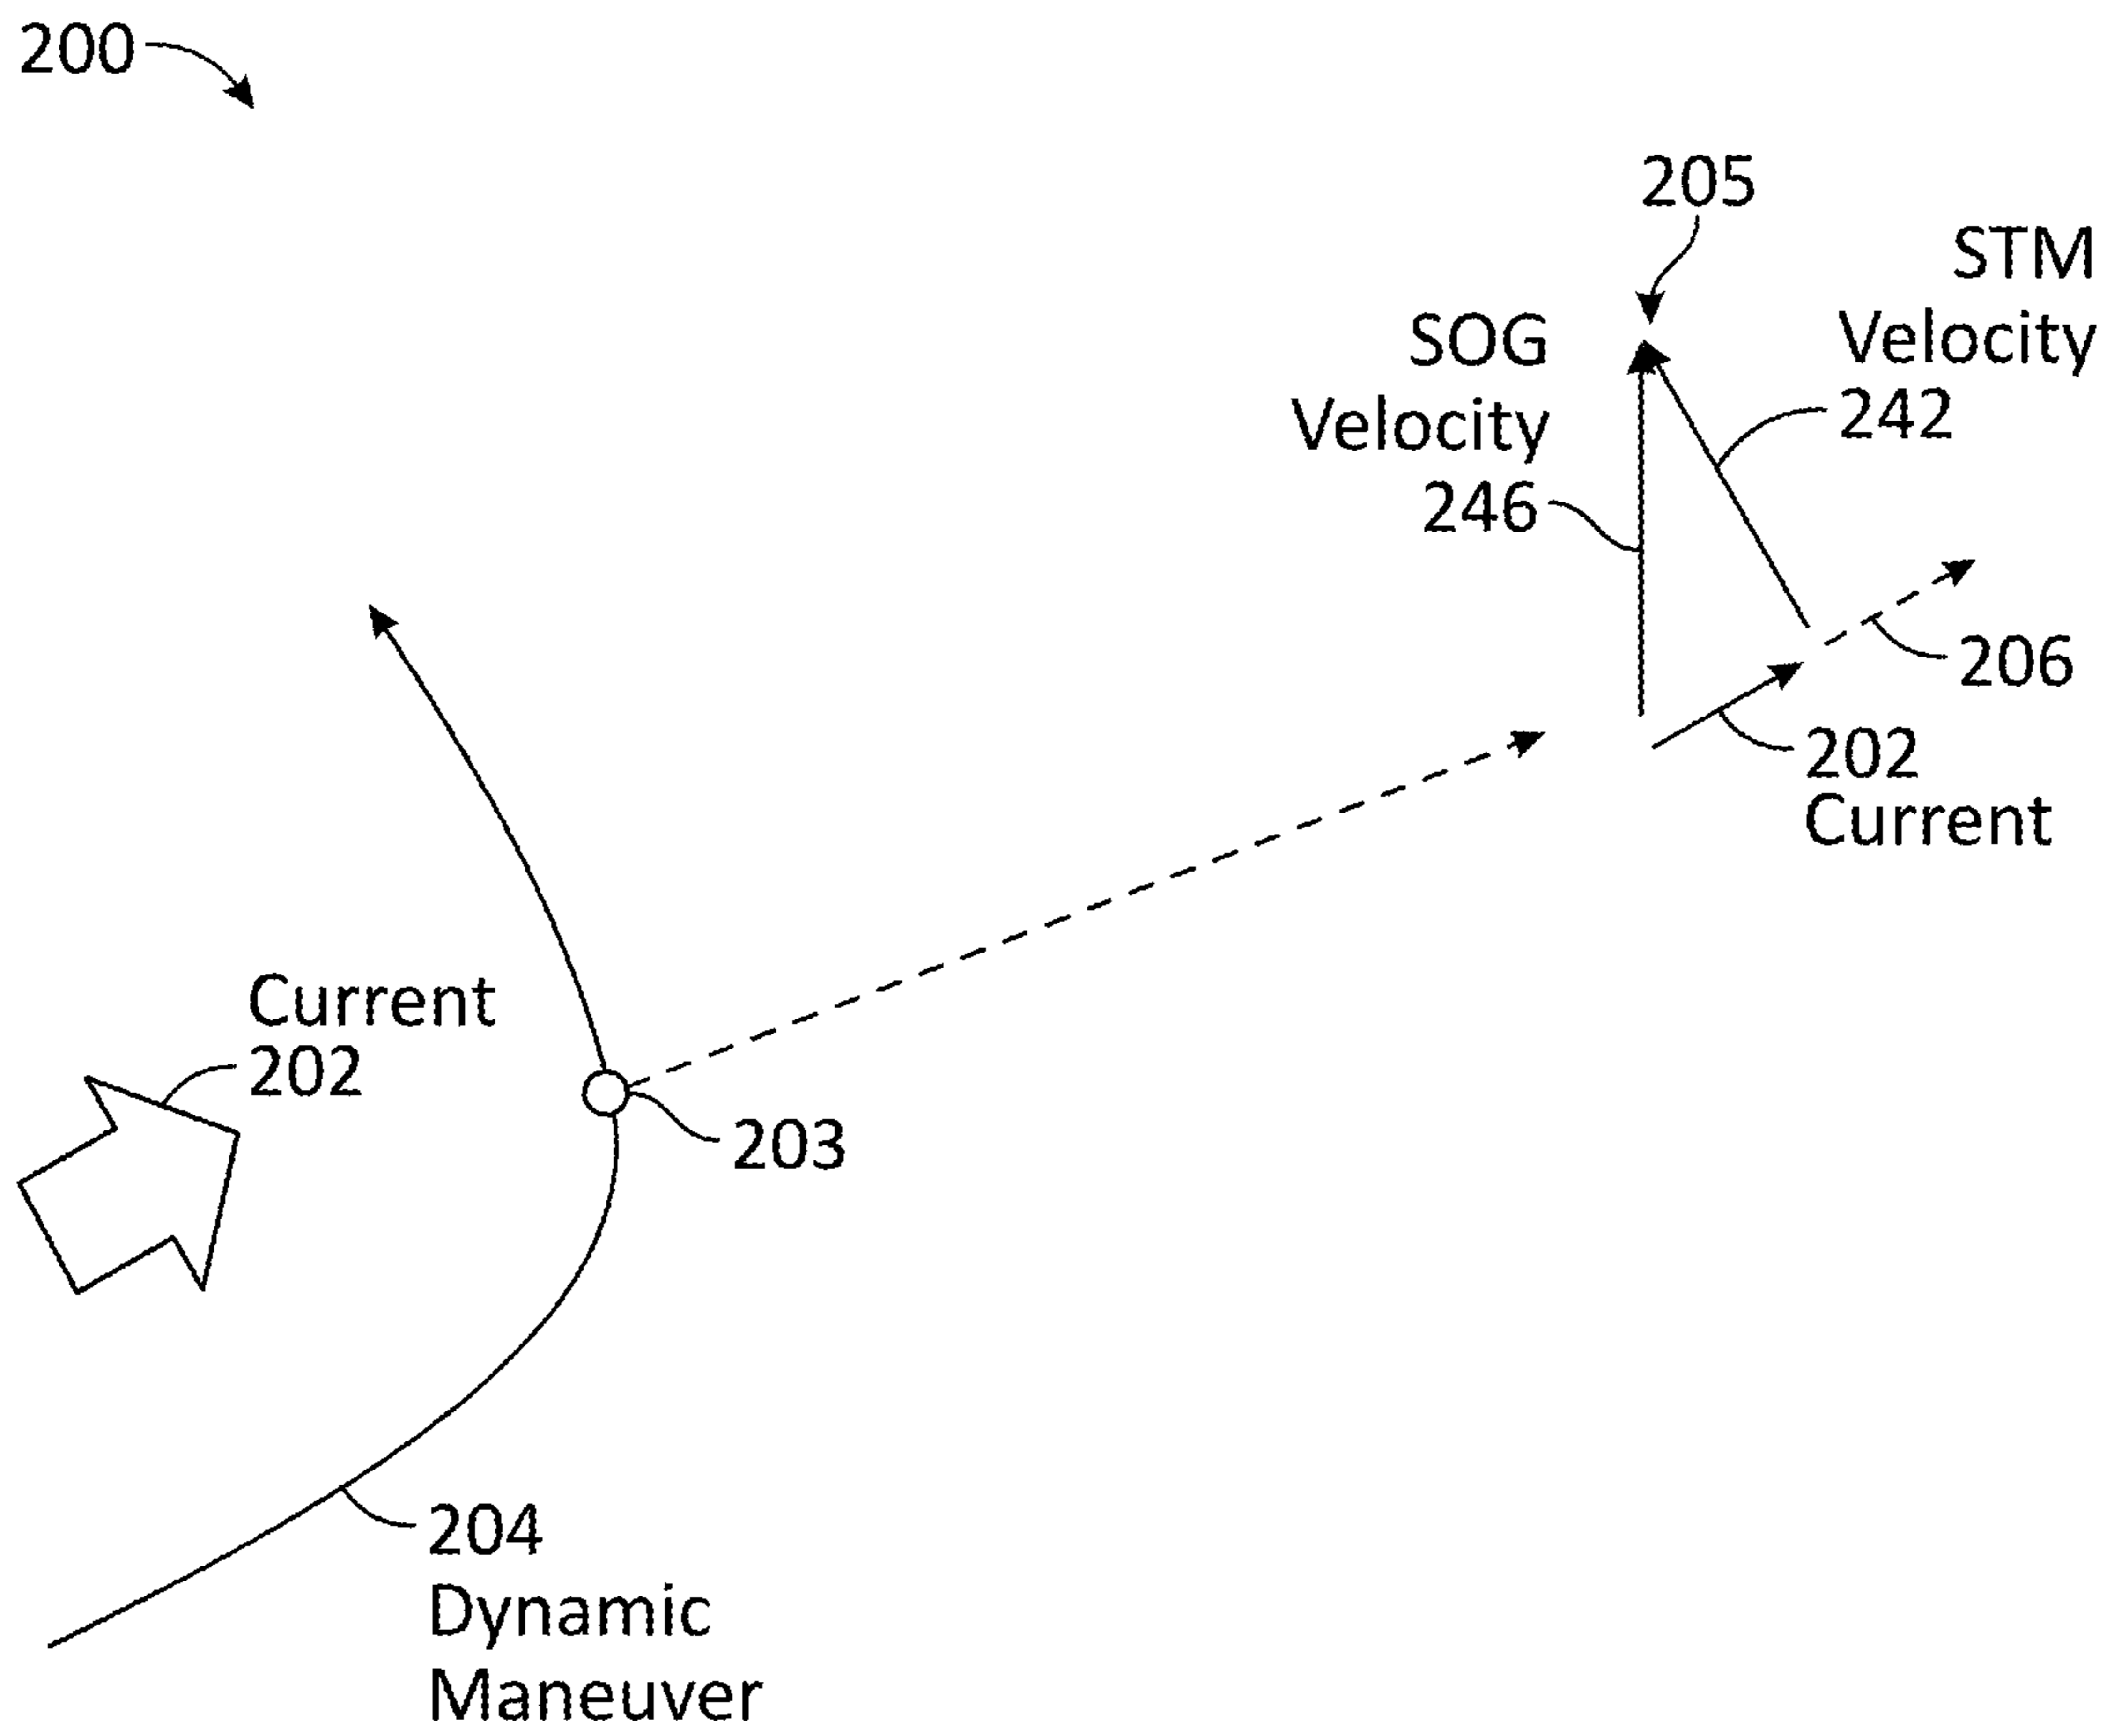 200
205
STM
Velocity
242
SOG
Velocity
246
206
202
Current
Current
202
203
204
Dynamic
Maneuver